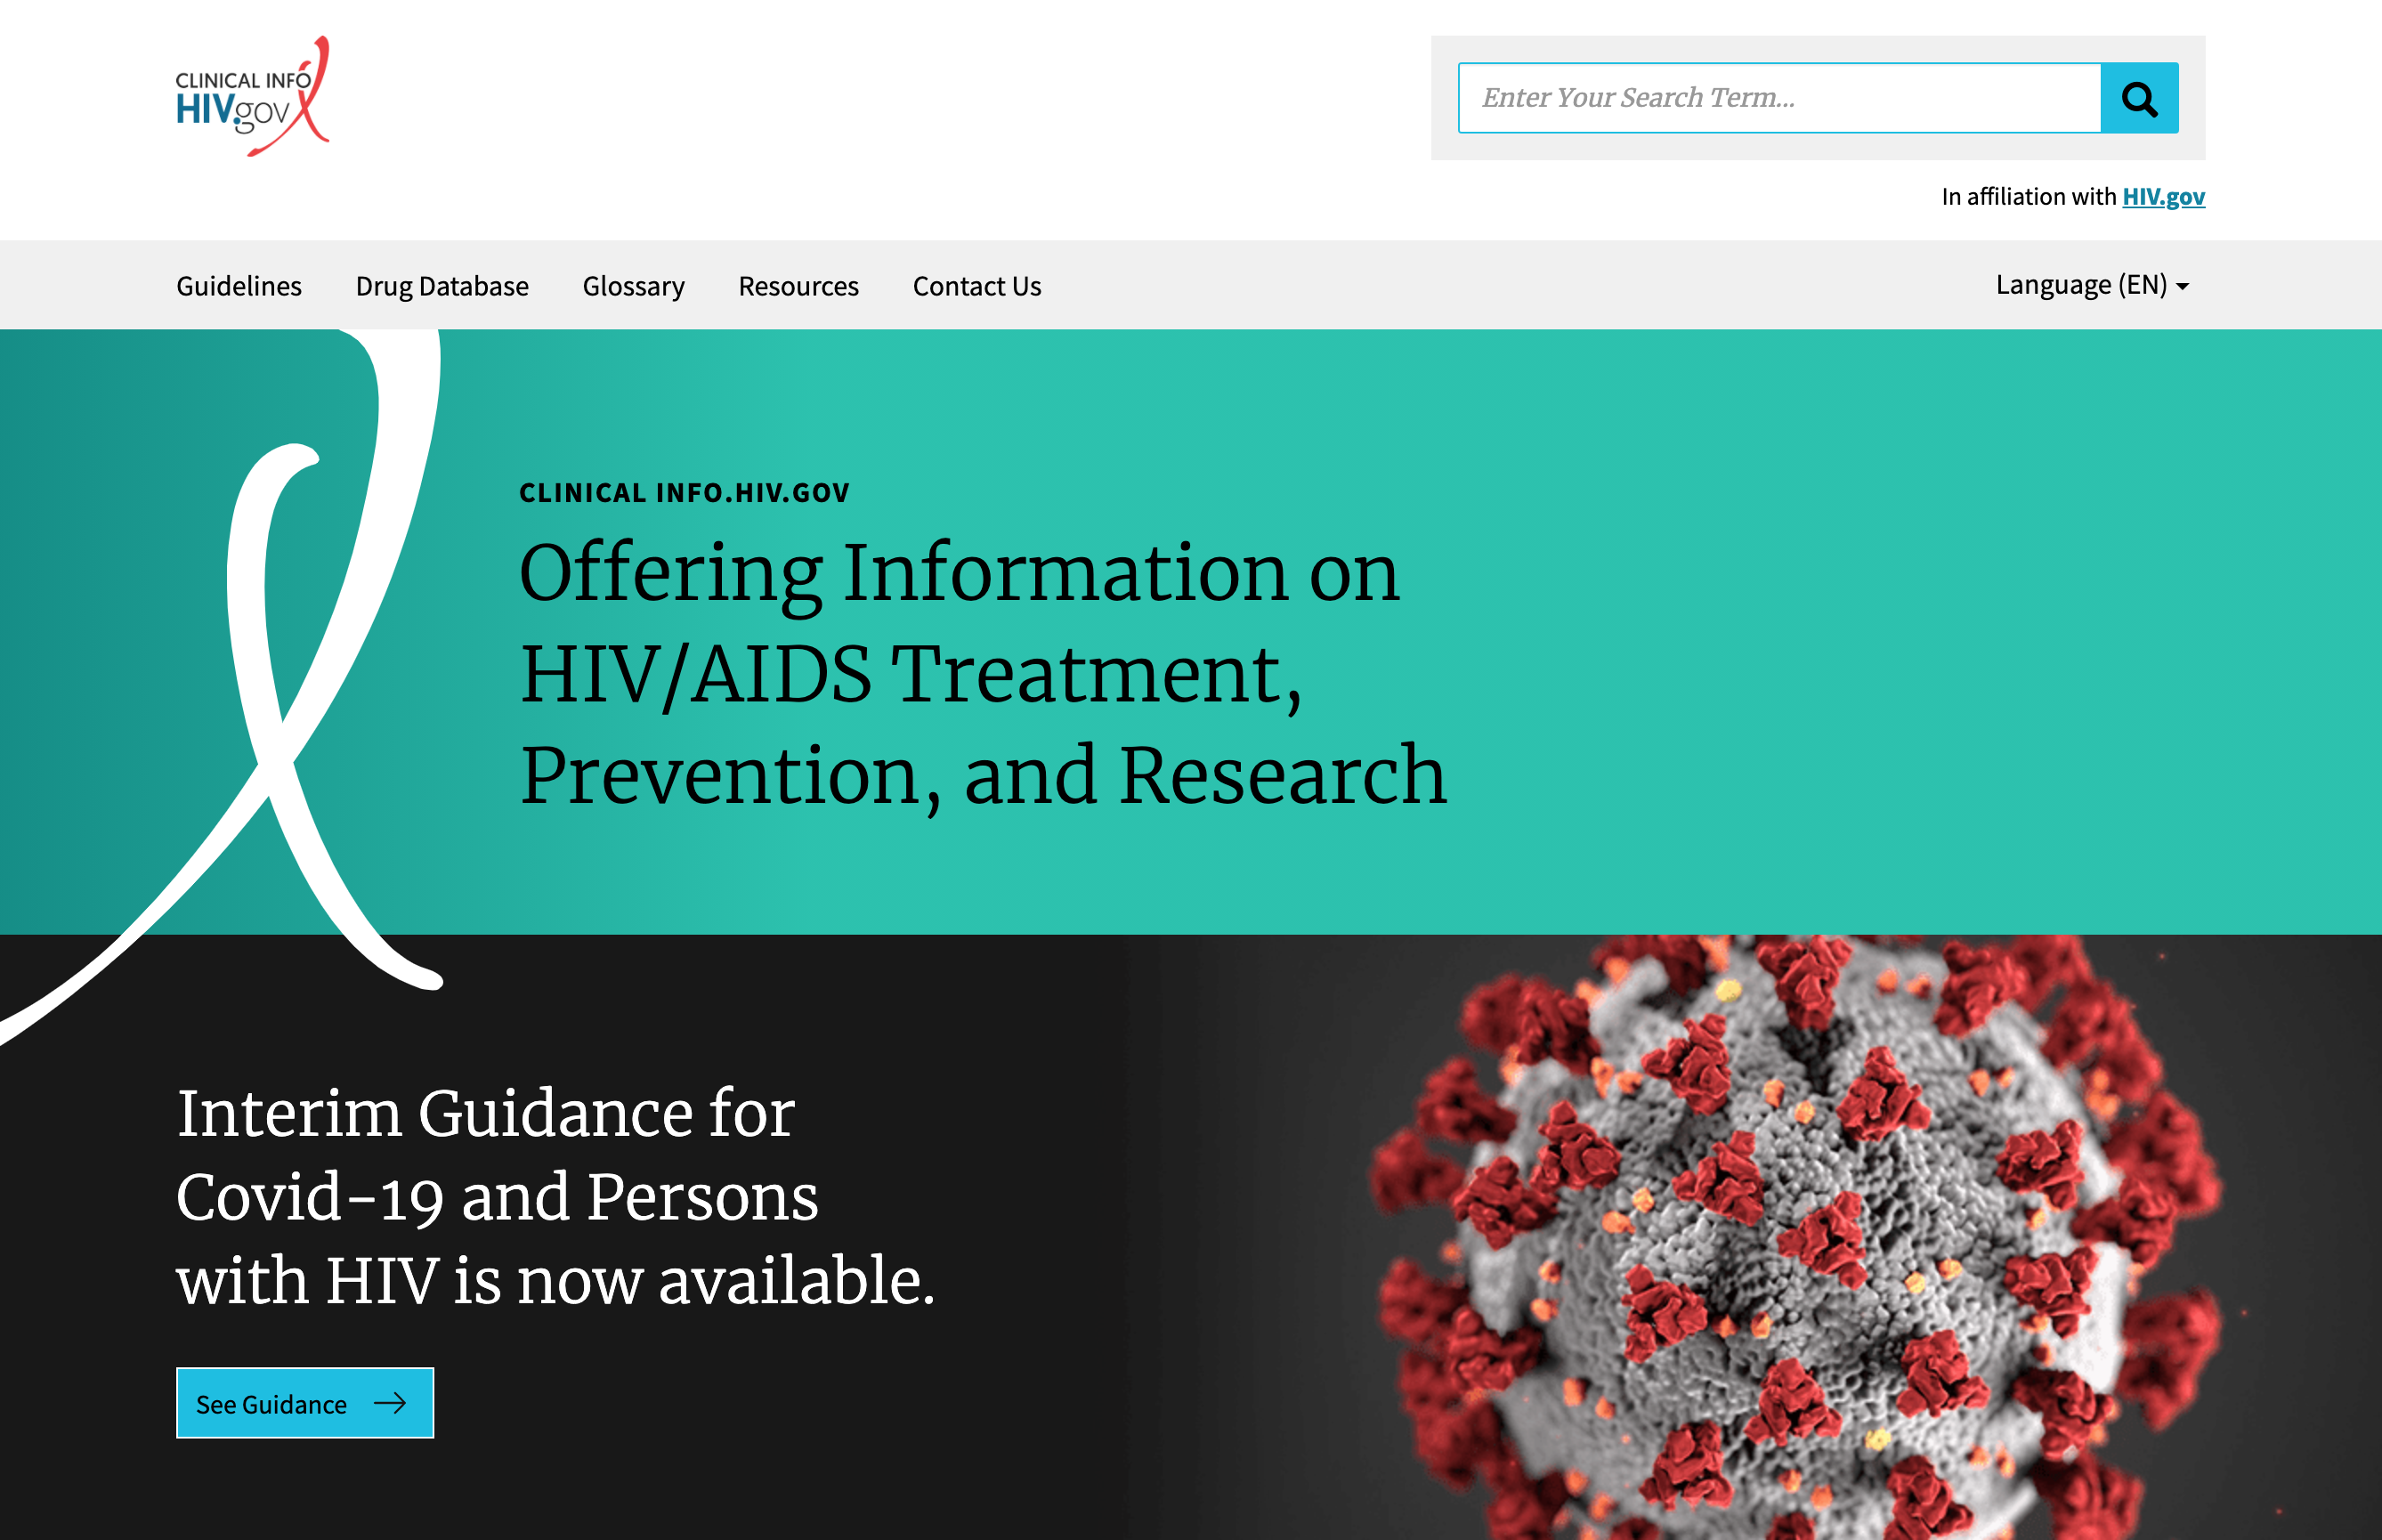 CLINICAL INFO
HIV.gov
Enter Your Search Term...
In affiliation with HIV.gov
Guidelines Drug Database Glossary Resources Contact Us Language (EN)
CLINICAL INFO.HIV.GOV
Offering Information on
HIV/AIDS Treatment,
Prevention, and Research
Interim Guidance for
Covid-19 and Persons
with HIV is now available.
See Guidance